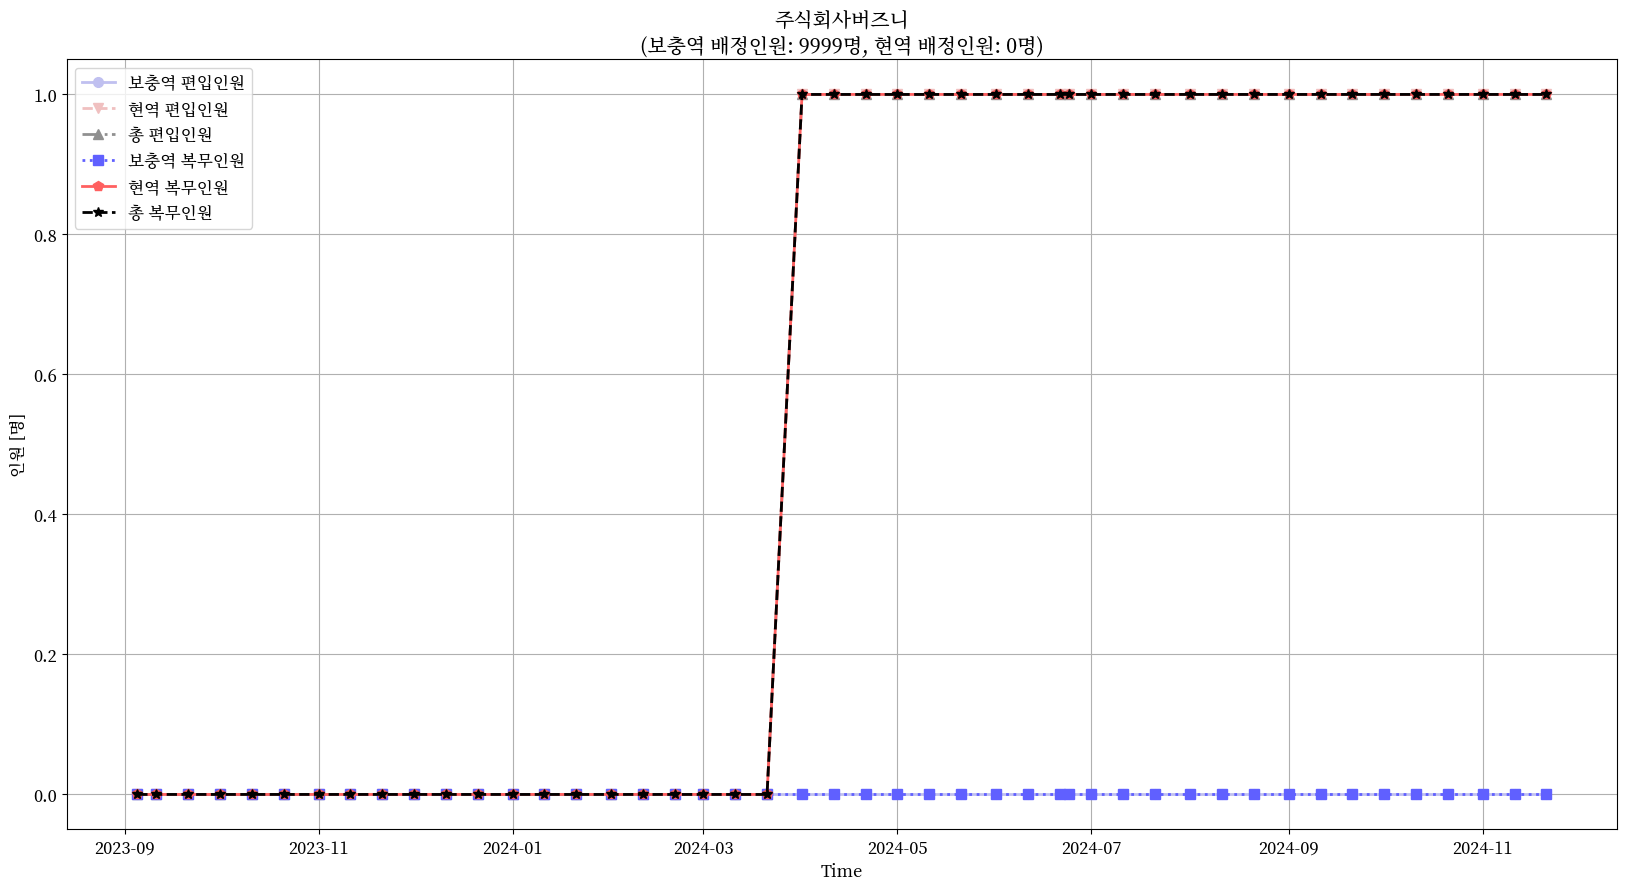 주식회사버즈니
(보충역 배정인원: 9999명, 현역 배정인원: 0명)
보충역 편입인원
현역 편입인원
총 편입인원
보충역 복무인원
현역 복무인원
총 복무인원
1.0
0.8
0.6
0.4
0.2
0.0
인원 [명]
2023-09
2023-11
2024-01
2024-03
2024-05
2024-07
2024-09
2024-11
Time